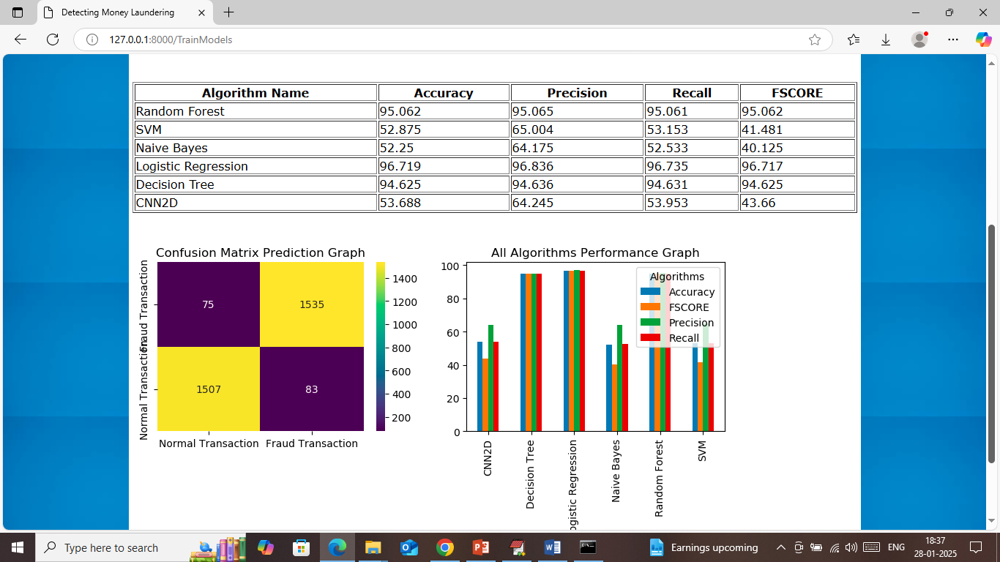 Detecting Money Laundering
127.0.0.1:8000/TrainModels
Algorithm Name Accuracy Precision Recall FSCORE
Random Forest 95.062 95.065 95.061 95.062
SVM 52.875 65.004 53.153 41.481
Naive Bayes 52.25 64.175 52.533 40.125
Logistic Regression 96.719 96.836 96.735 96.717
Decision Tree 94.625 94.636 94.631 94.625
CNN2D 53.688 64.245 53.953 43.66
Confusion Matrix Prediction Graph
Fraud Transaction
Normal Transaction
75 1535
1507 83
Normal Transaction Fraud Transaction
1400
1200
1000
800
600
400
200
All Algorithms Performance Graph
100
80
60
40
20
0
Algorithms
Accuracy
FSCORE
Precision
Recall
CNN2D
Decision Tree
ogistic Regression
Naive Bayes
Random Forest
SVM
Type here to search
Earnings upcoming
ENG
18:37
28-01-2025